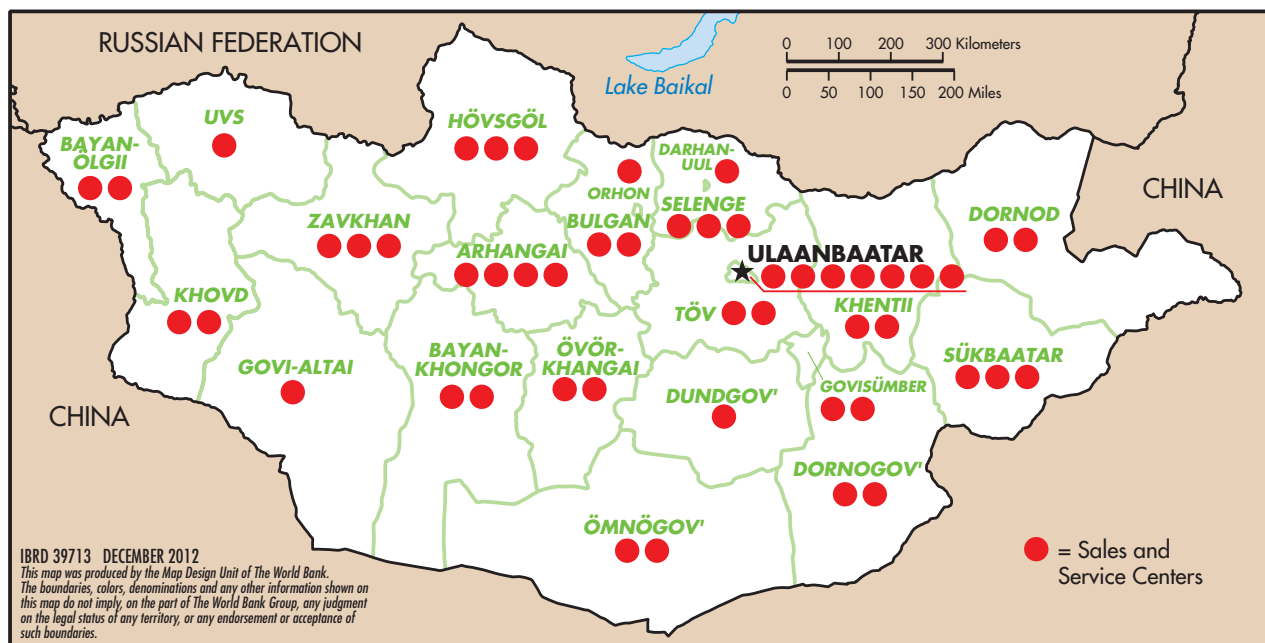 RUSSIAN FEDERATION
Lake Baikal
0 100 200 300 Kilometers
0 50 100 150 200 Miles
UVS
HÖVSGÖL
BAYAN-
ÖLGII
DARHAN-
UUL
ORHON
SELENGE
CHINA
DORNOD
ZAVKHAN
BULGAN
ARHANGAI
ULAANBAATAR
KHOVD
TÖV
KHENTII
GOVI-ALTAI
BAYAN-
KHONGOR
ÖVÖR-
KHANGAI
SÜKBAATAR
DUNDGOV'
GOVISÜMBER
CHINA
DORNOGOV'
ÖMNÖGOV'
= Sales and
Service Centers
IBRD 39713 DECEMBER 2012
This map was produced by the Map Design Unit of The World Bank.
The boundaries, colors, denominations and any other information shown on
this map do not imply, on the part of The World Bank Group, any judgment
on the legal status of any territory, or any endorsement or acceptance of
such boundaries.